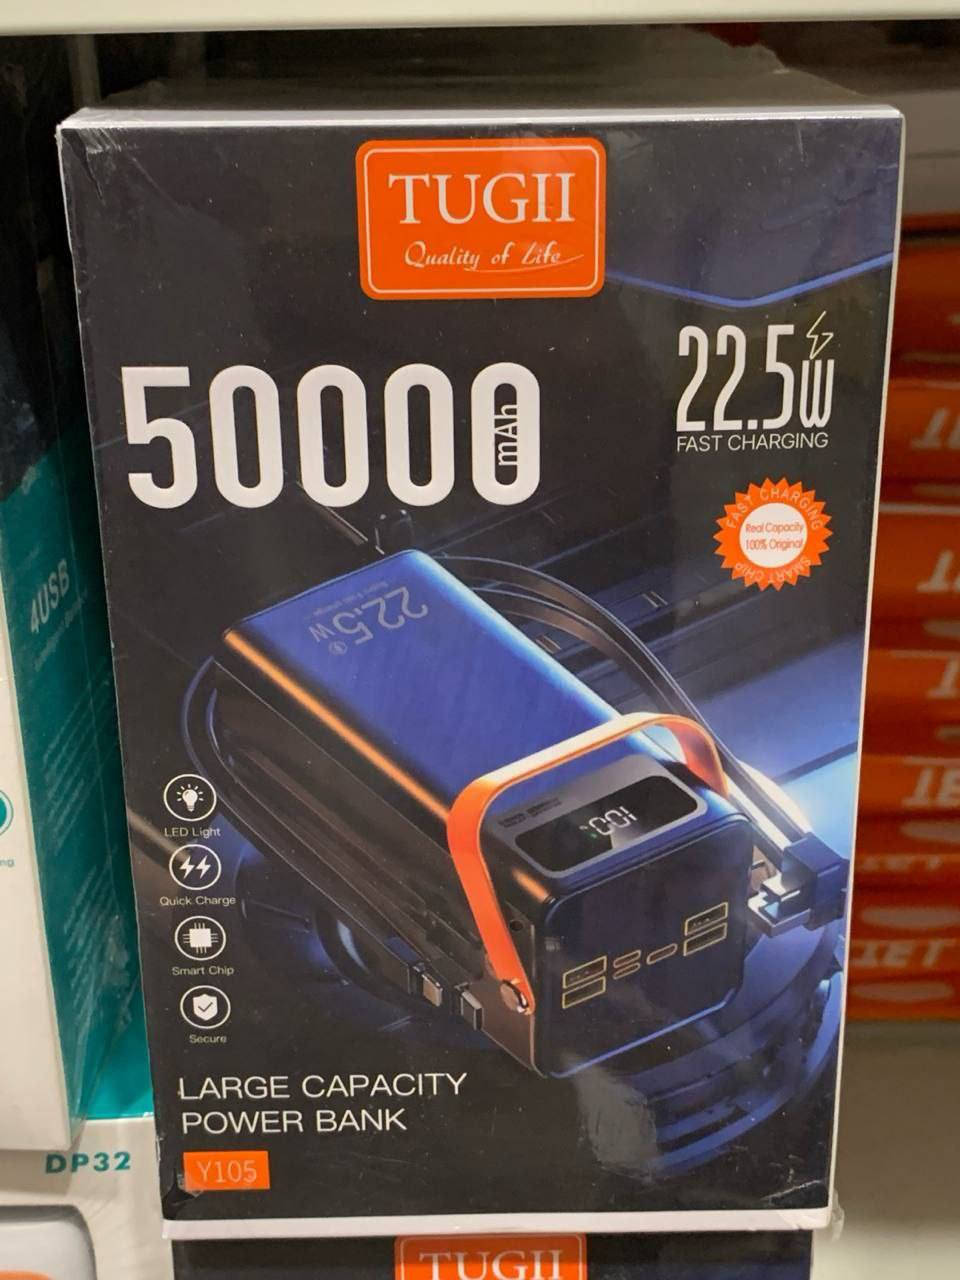 TUGII
Quality of Life
50000 mAh
22.5W
FAST CHARGING
FAST CHARGING
Real Capacity
100% Original
SMART CHIP
22.5W
LED Light
Quick Charge
Smart Chip
Secure
LARGE CAPACITY
POWER BANK
Y105
4USB
DP32
TUGII